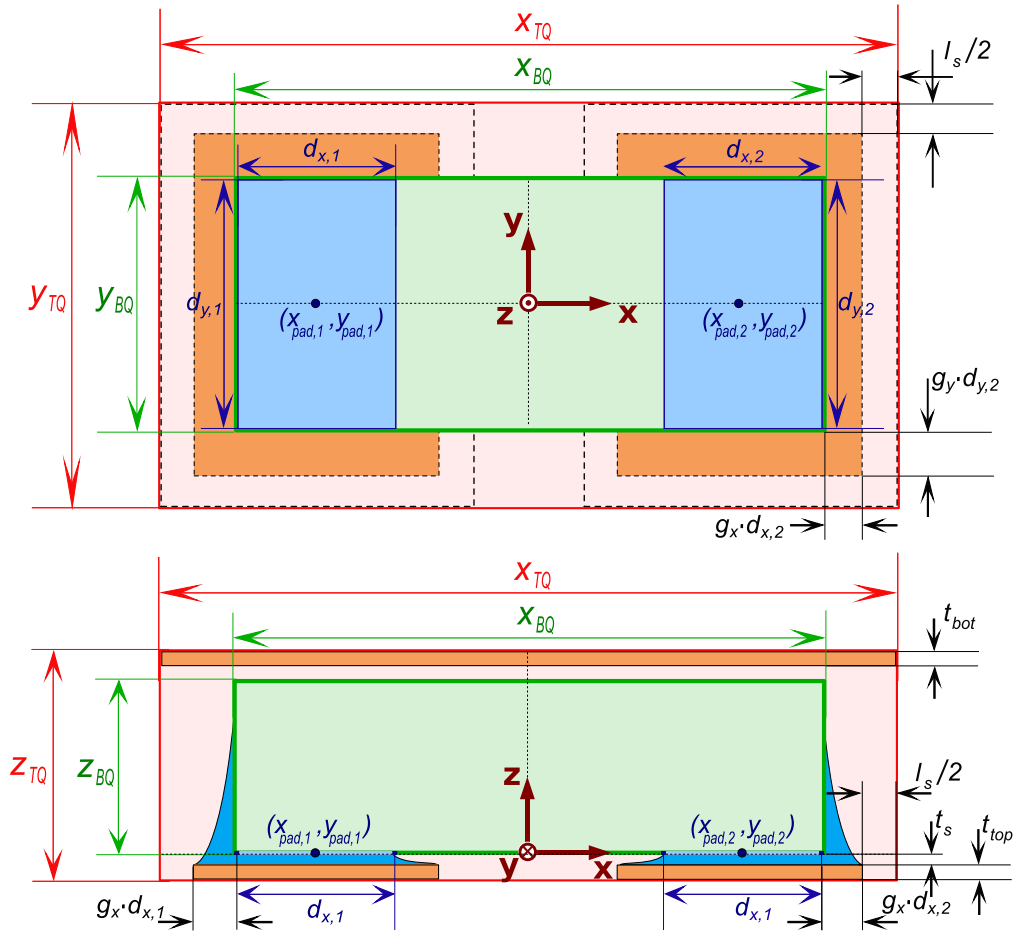 x_TQ
l_s/2
x_BQ
d_x,1
d_x,2
y
y_TQ
y_BQ
d_y,1
z
x
d_y,2
(x_pad,1, y_pad,1)
(x_pad,2, y_pad,2)
g_y·d_y,2
g_x·d_x,2
x_TQ
x_BQ
t_bot
z_TQ
z_BQ
z
l_s/2
(x_pad,1, y_pad,1)
(x_pad,2, y_pad,2)
t_s
t_top
y
x
g_x·d_x,1
d_x,1
d_x,1
g_x·d_x,2